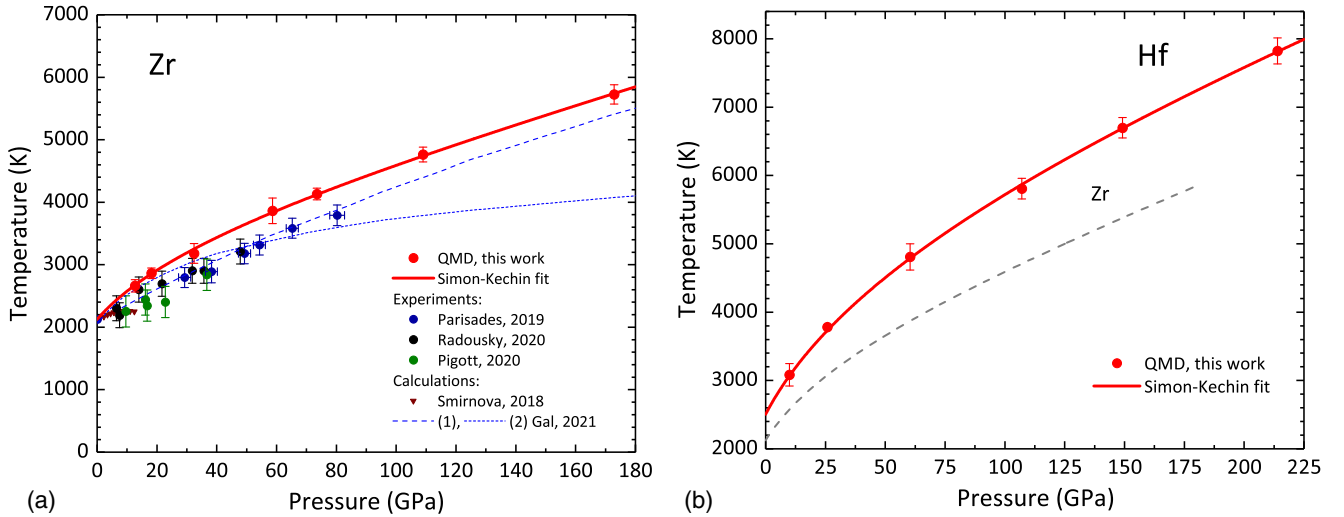 Zr
Temperature (K)
7000
6000
5000
4000
3000
2000
1000
0
QMD, this work
Simon-Kechin fit
Experiments:
Parisades, 2019
Radousky, 2020
Pigott, 2020
Calculations:
Smirnova, 2018
(1), (2) Gal, 2021
0 20 40 60 80 100 120 140 160 180
(a) Pressure (GPa)
Hf
Temperature (K)
8000
7000
6000
5000
4000
3000
2000
Zr
QMD, this work
Simon-Kechin fit
0 25 50 75 100 125 150 175 200 225
(b) Pressure (GPa)